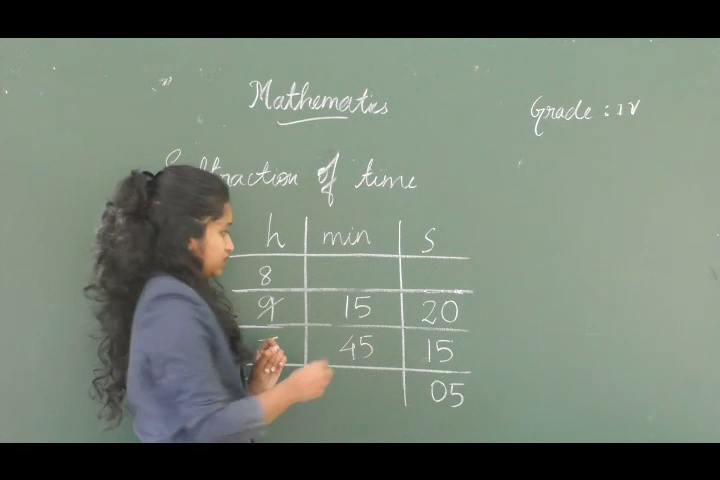 Mathematics
Grade : IV
Subtraction of time
h min s
8
9 15 20
45 15
05